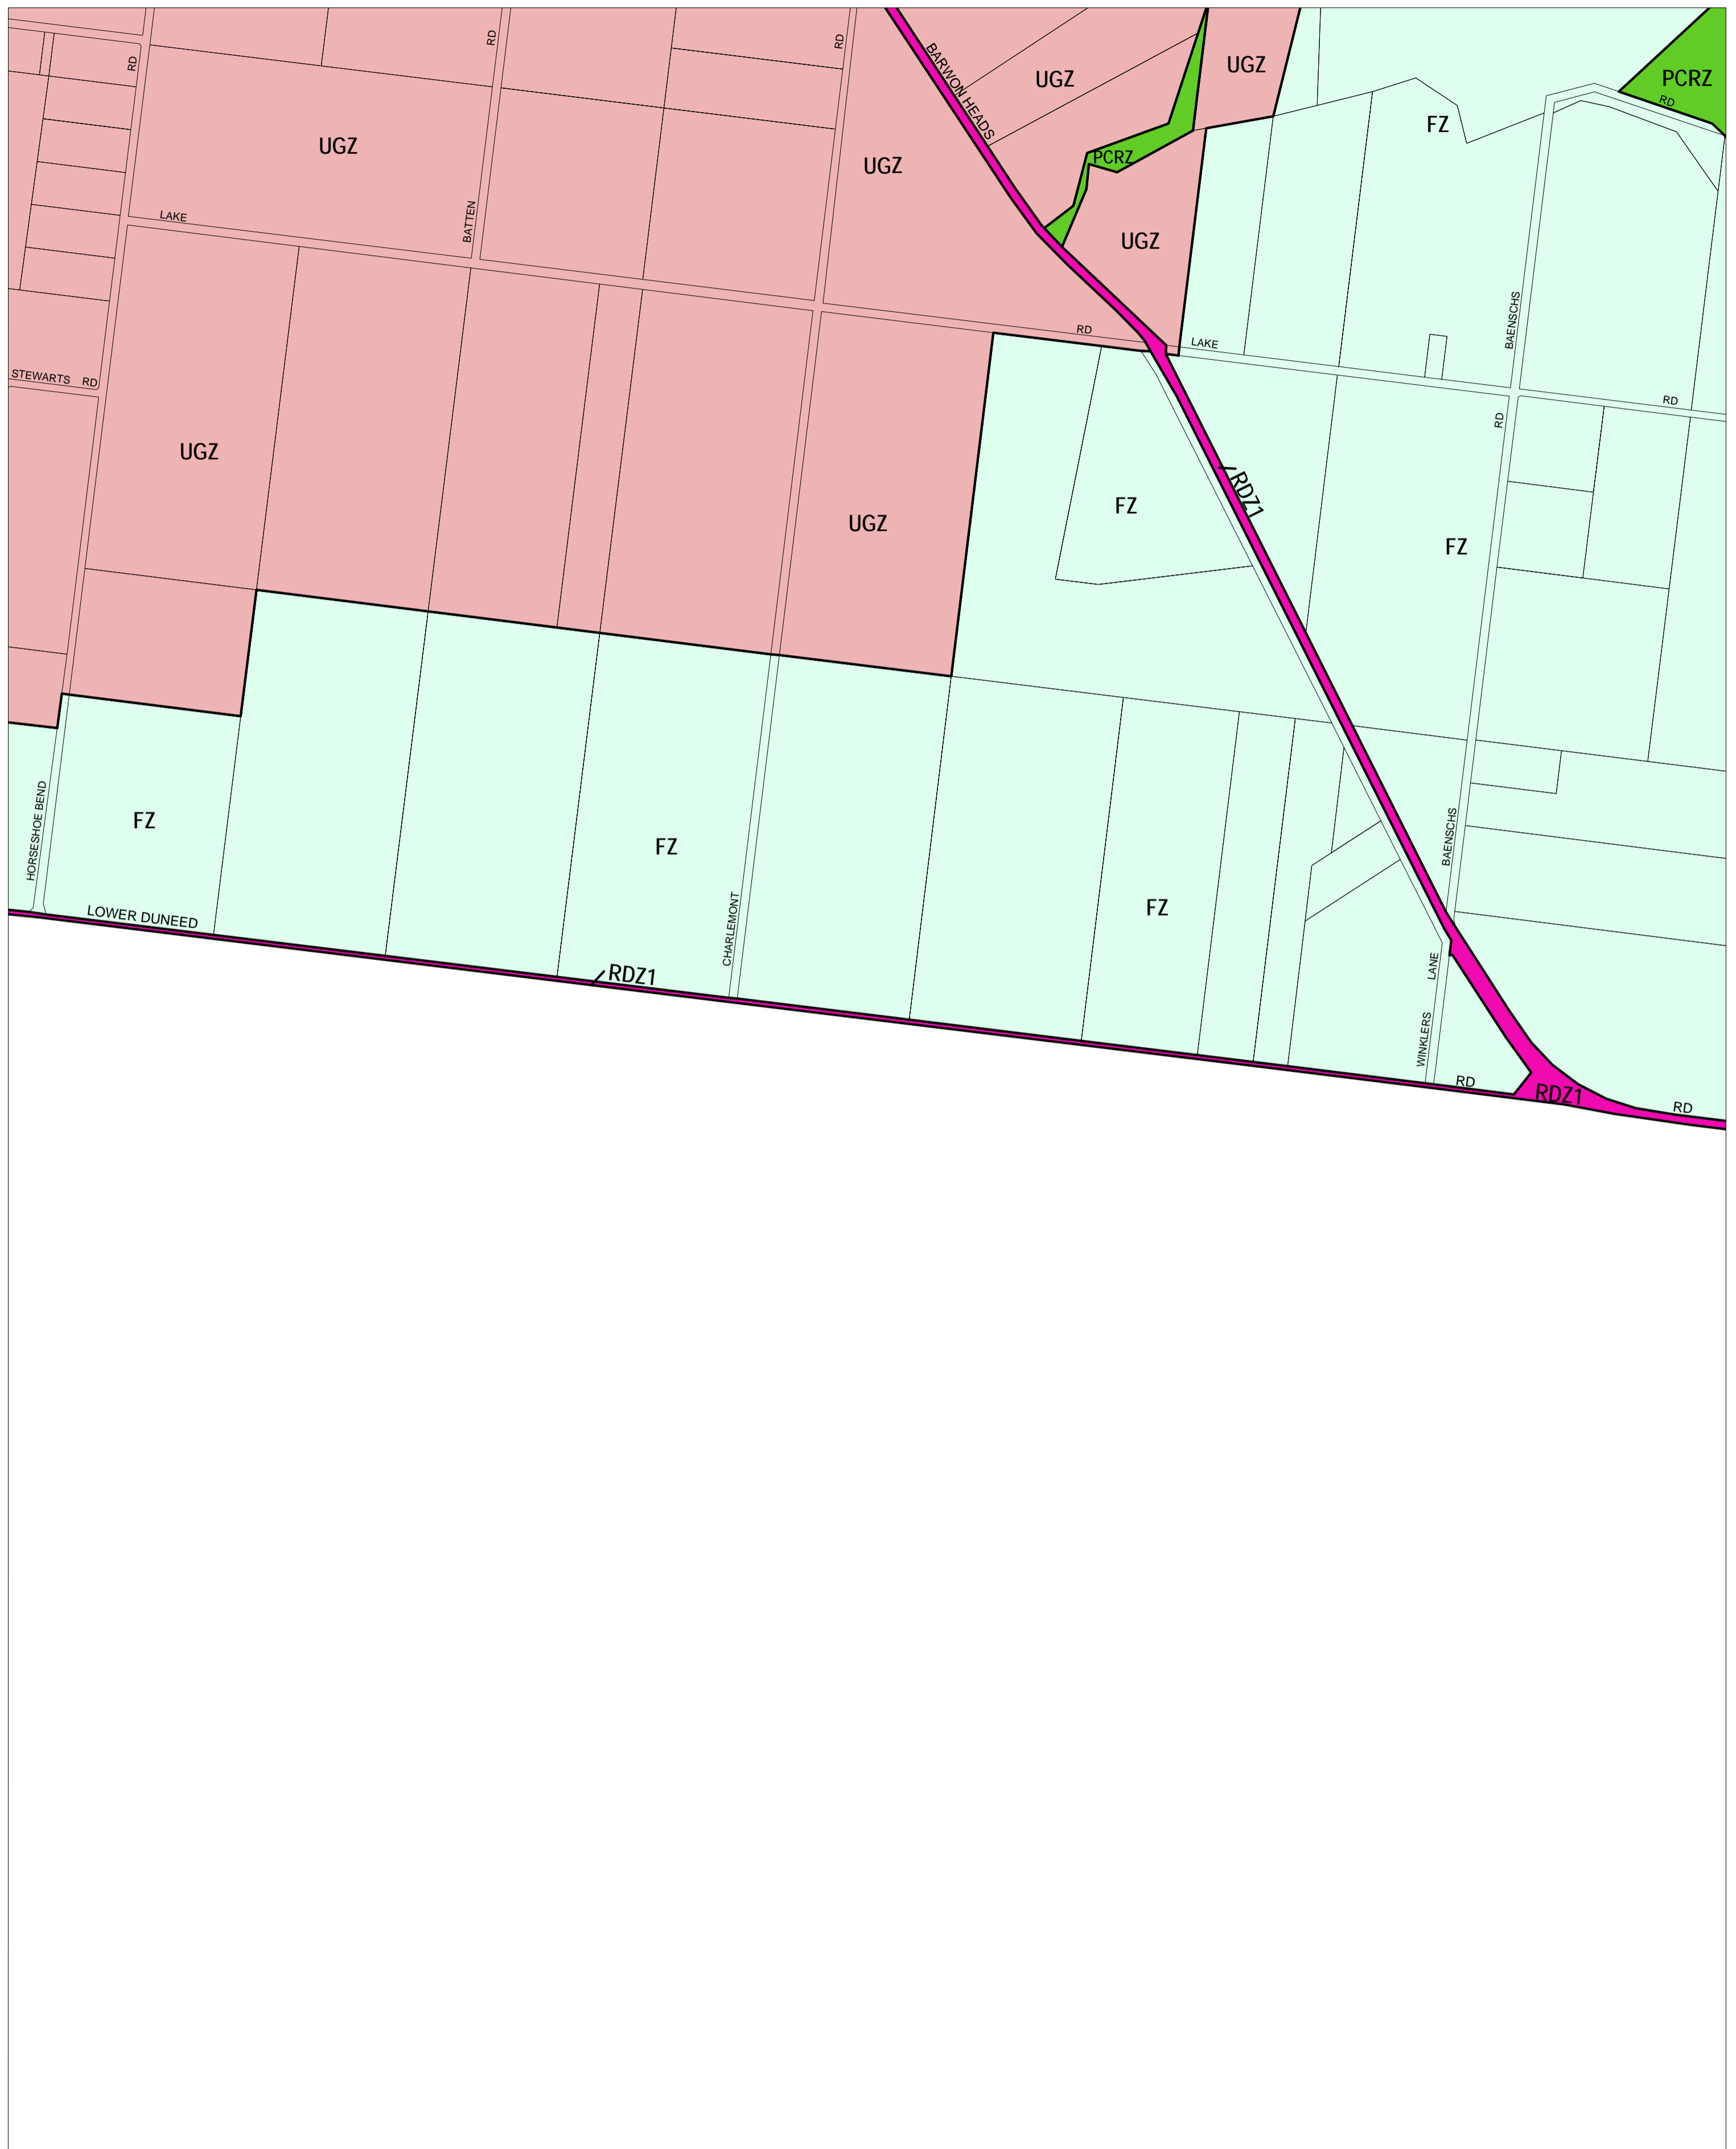 RD
RD
RD
BARWON HEADS
UGZ
UGZ
PCRZ
RD
FZ
UGZ
UGZ
PCRZ
LAKE
BATTEN
UGZ
BAENSCHS
RD
LAKE
STEWARTS RD
RD
RD
UGZ
RDZ1
FZ
UGZ
FZ
HORSESHOE BEND
FZ
FZ
BAENSCHS
FZ
LOWER DUNEED
CHARLEMONT
LANE
RDZ1
WINKLERS
RD
RDZ1
RD